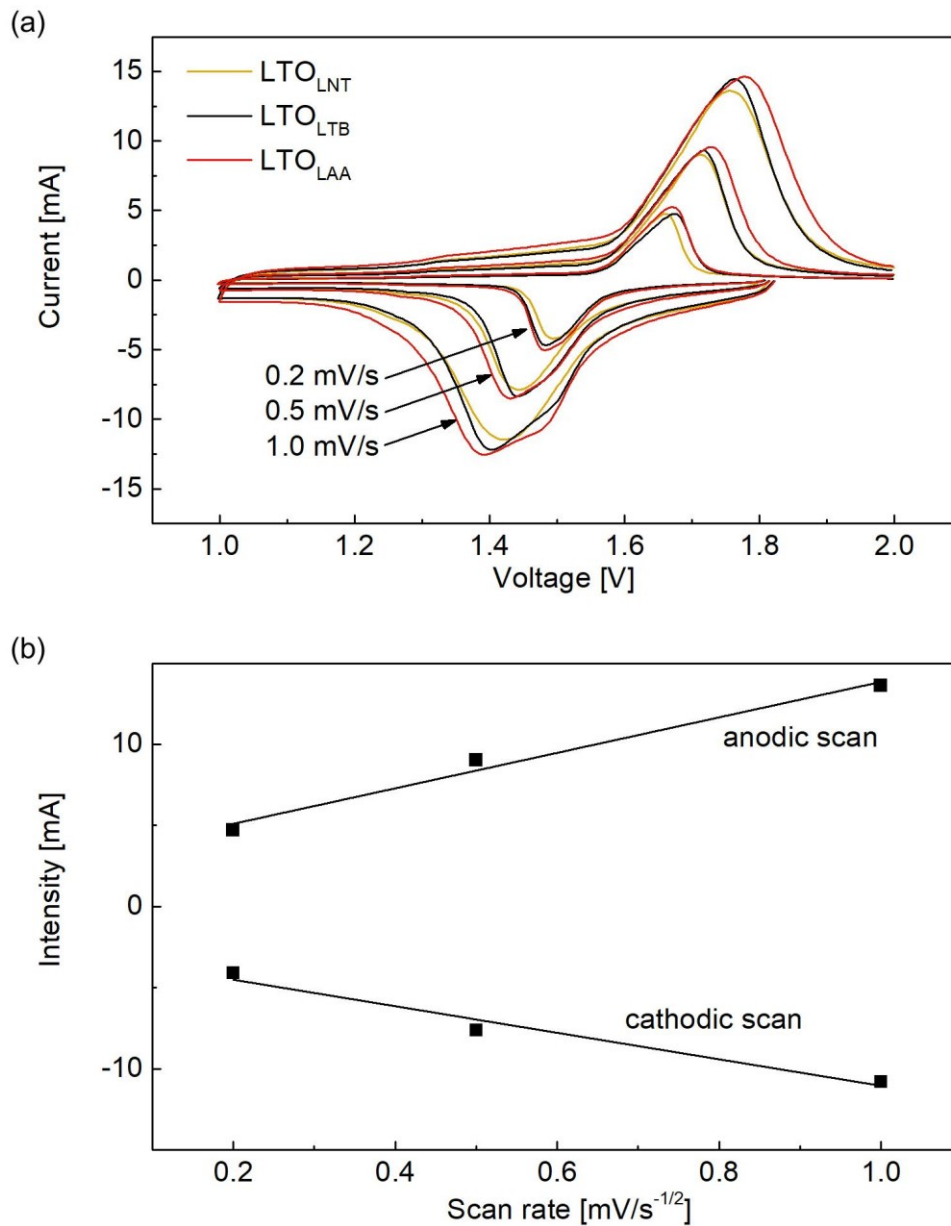 (a)
LTO_LNT
LTO_LTB
LTO_LAA
15
10
5
0
-5
-10
-15
Current [mA]
0.2 mV/s
0.5 mV/s
1.0 mV/s
1.0 1.2 1.4 1.6 1.8 2.0
Voltage [V]
(b)
10
0
-10
Intensity [mA]
anodic scan
cathodic scan
0.2 0.4 0.6 0.8 1.0
Scan rate [mV/s^-1/2]